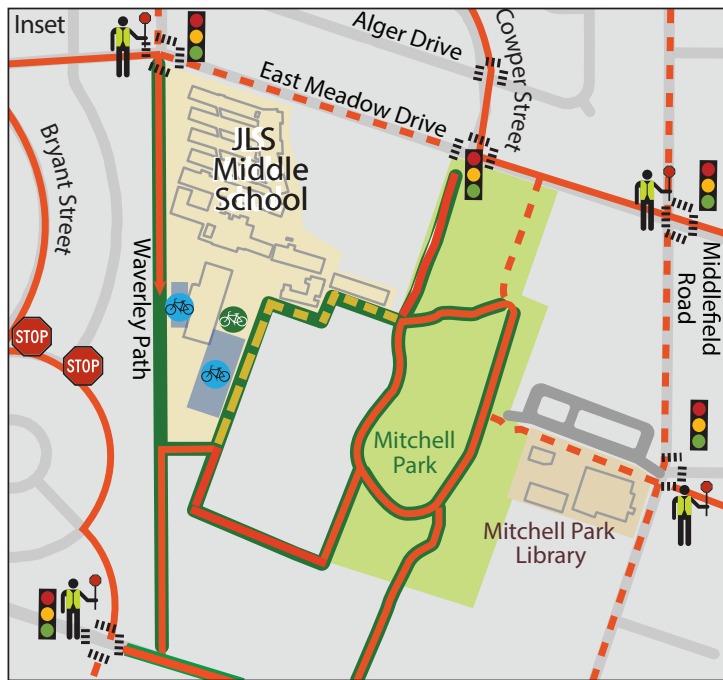 Inset
Alger Drive
Cowper Street
East Meadow Drive
JLS
Middle
School
Bryant Street
Waverley Path
Middlefield
Road
STOP
STOP
Mitchell
Park
Mitchell Park
Library